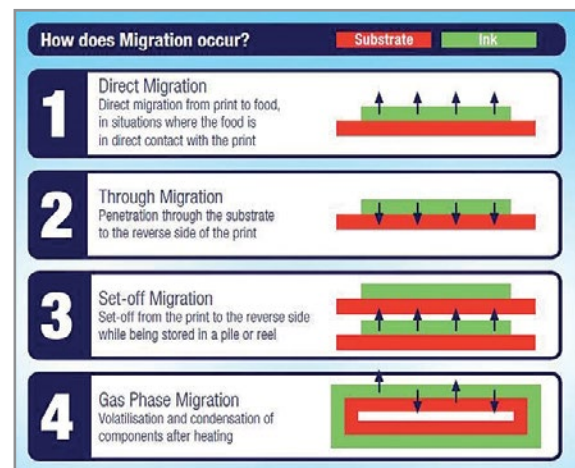 How does Migration occur?
Substrate
Ink
1
Direct Migration
Direct migration from print to food,
in situations where the food is
in direct contact with the print
2
Through Migration
Penetration through the substrate
to the reverse side of the print
3
Set-off Migration
Set-off from the print to the reverse side
while being stored in a pile or reel
4
Gas Phase Migration
Volatilisation and condensation of
components after heating